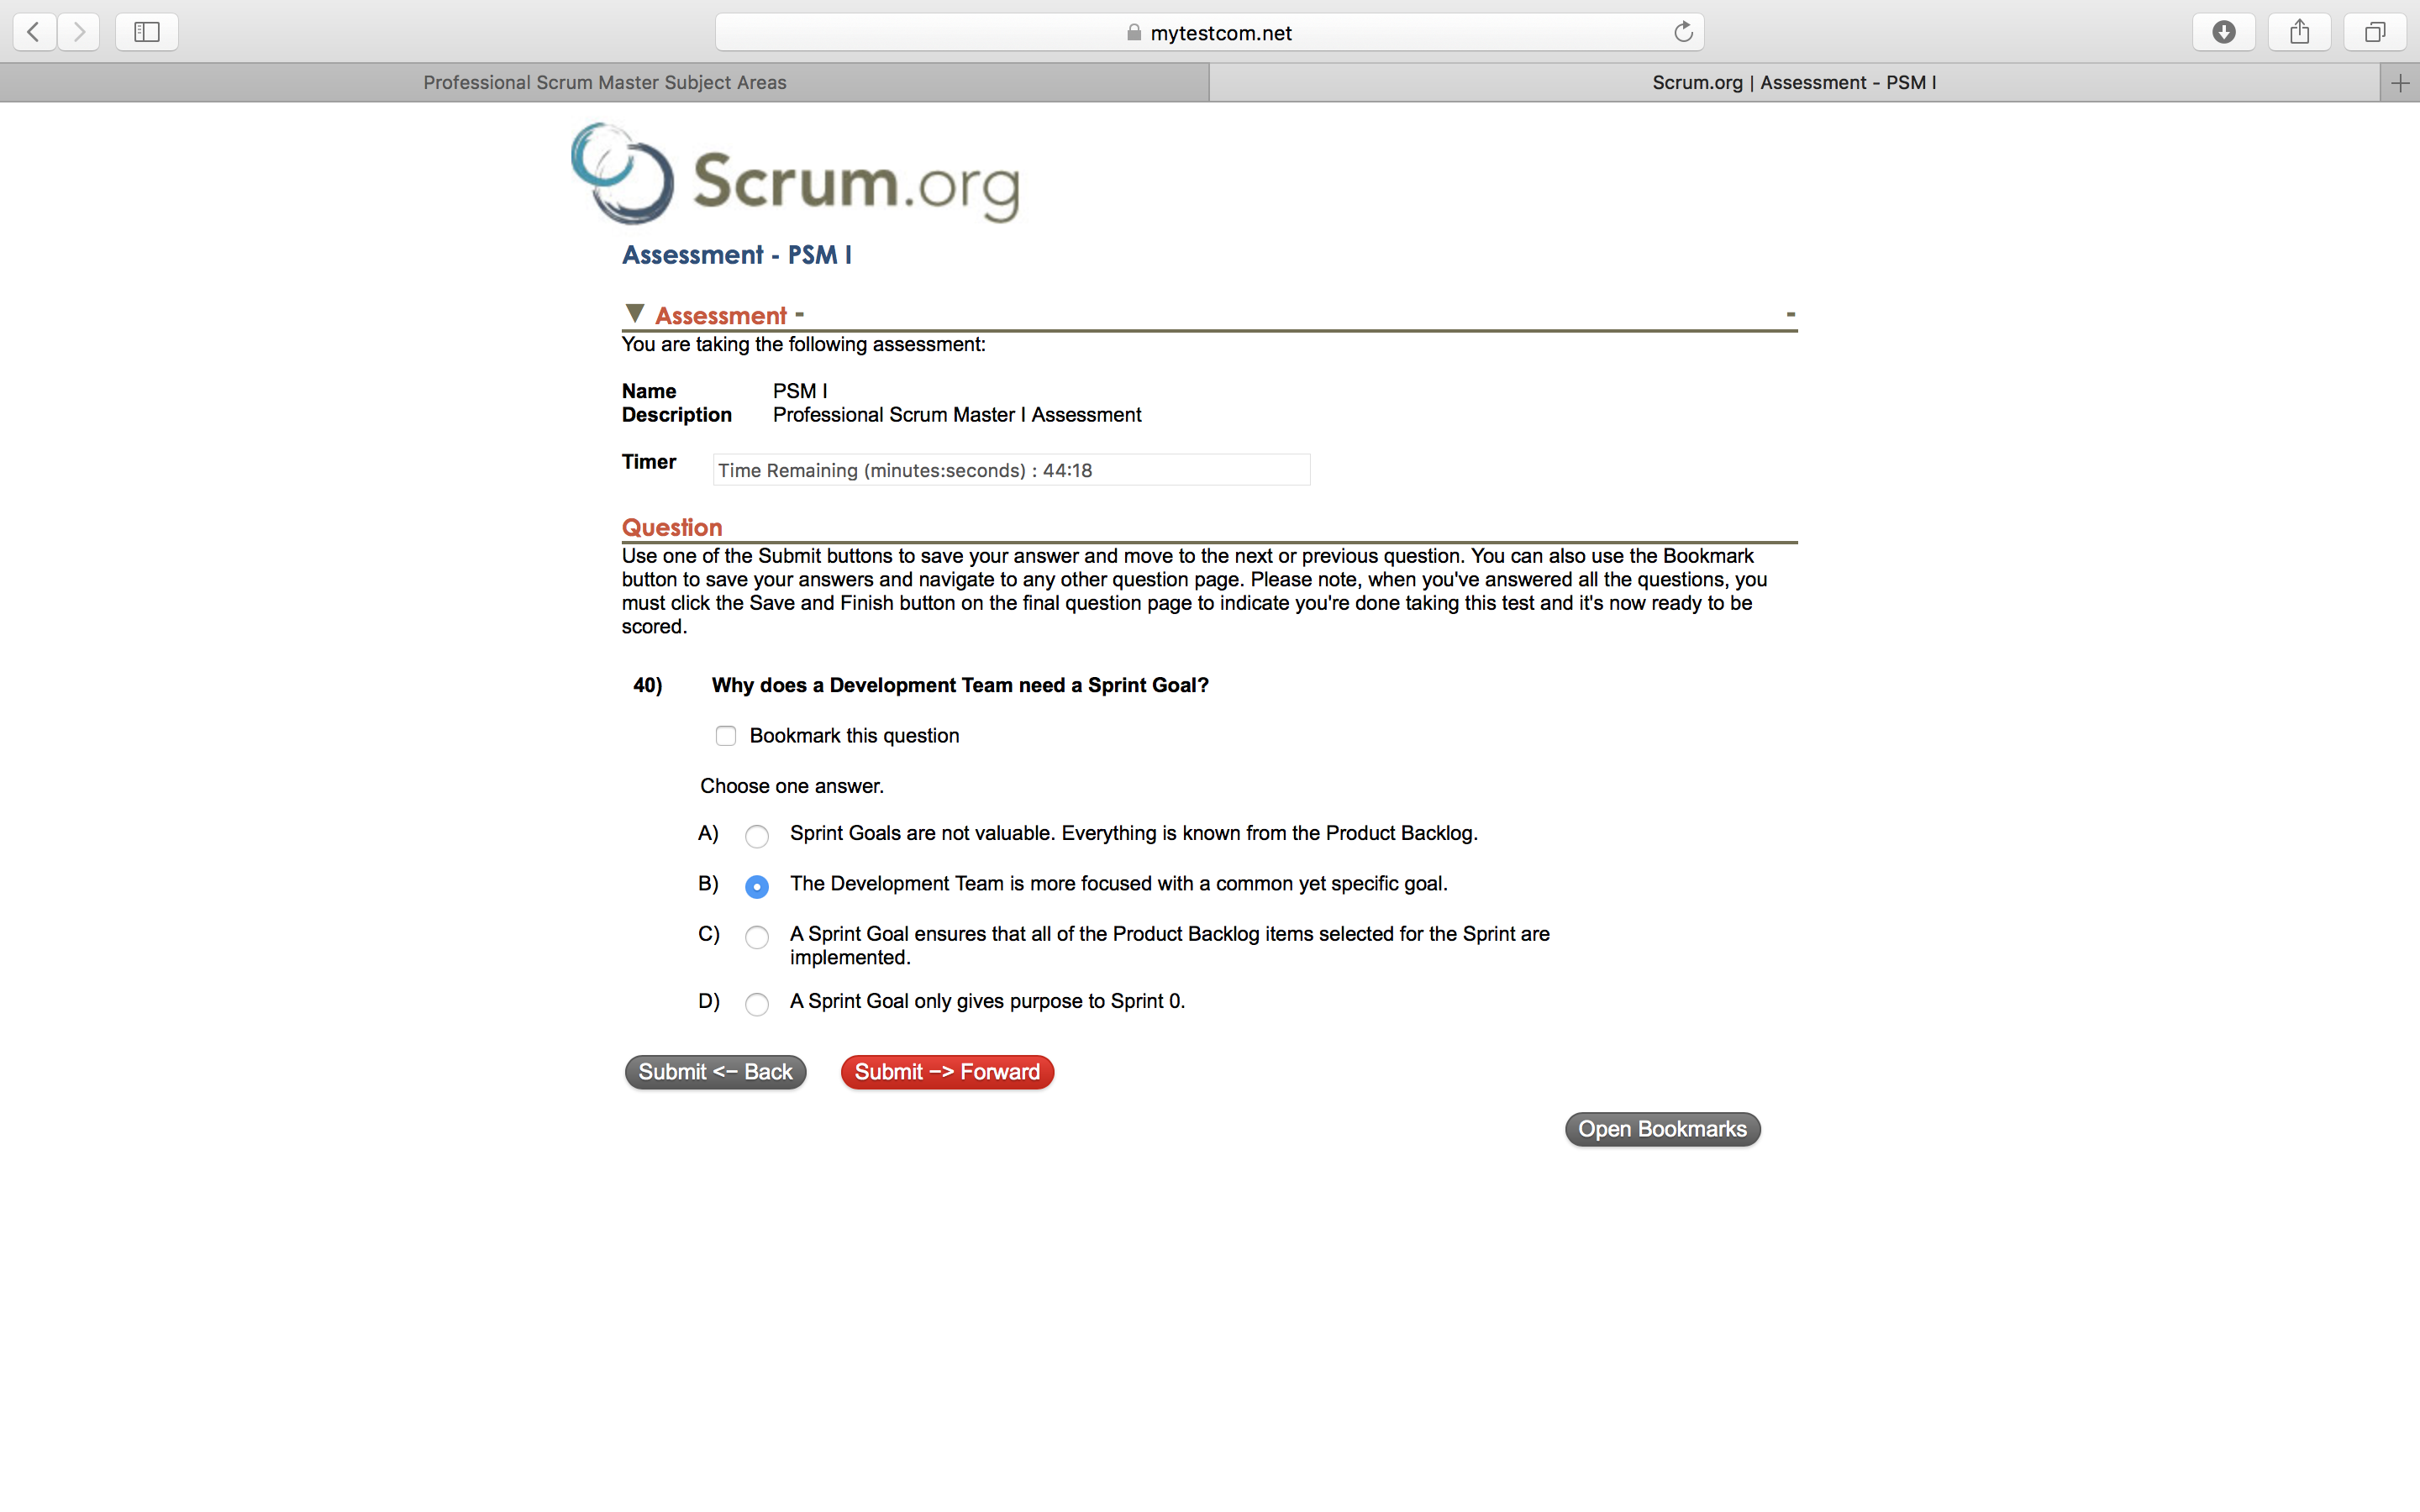 mytestcom.net
Professional Scrum Master Subject Areas
Scrum.org | Assessment - PSM I
Scrum.org
Assessment - PSM I
▼ Assessment - -
You are taking the following assessment:
Name PSM I
Description Professional Scrum Master I Assessment
Timer Time Remaining (minutes:seconds) : 44:18
Question
Use one of the Submit buttons to save your answer and move to the next or previous question. You can also use the Bookmark
button to save your answers and navigate to any other question page. Please note, when you've answered all the questions, you
must click the Save and Finish button on the final question page to indicate you're done taking this test and it's now ready to be
scored.
40) Why does a Development Team need a Sprint Goal?
Bookmark this question
Choose one answer.
A) Sprint Goals are not valuable. Everything is known from the Product Backlog.
B) The Development Team is more focused with a common yet specific goal.
C) A Sprint Goal ensures that all of the Product Backlog items selected for the Sprint are
implemented.
D) A Sprint Goal only gives purpose to Sprint 0.
Submit <− Back Submit −> Forward
Open Bookmarks